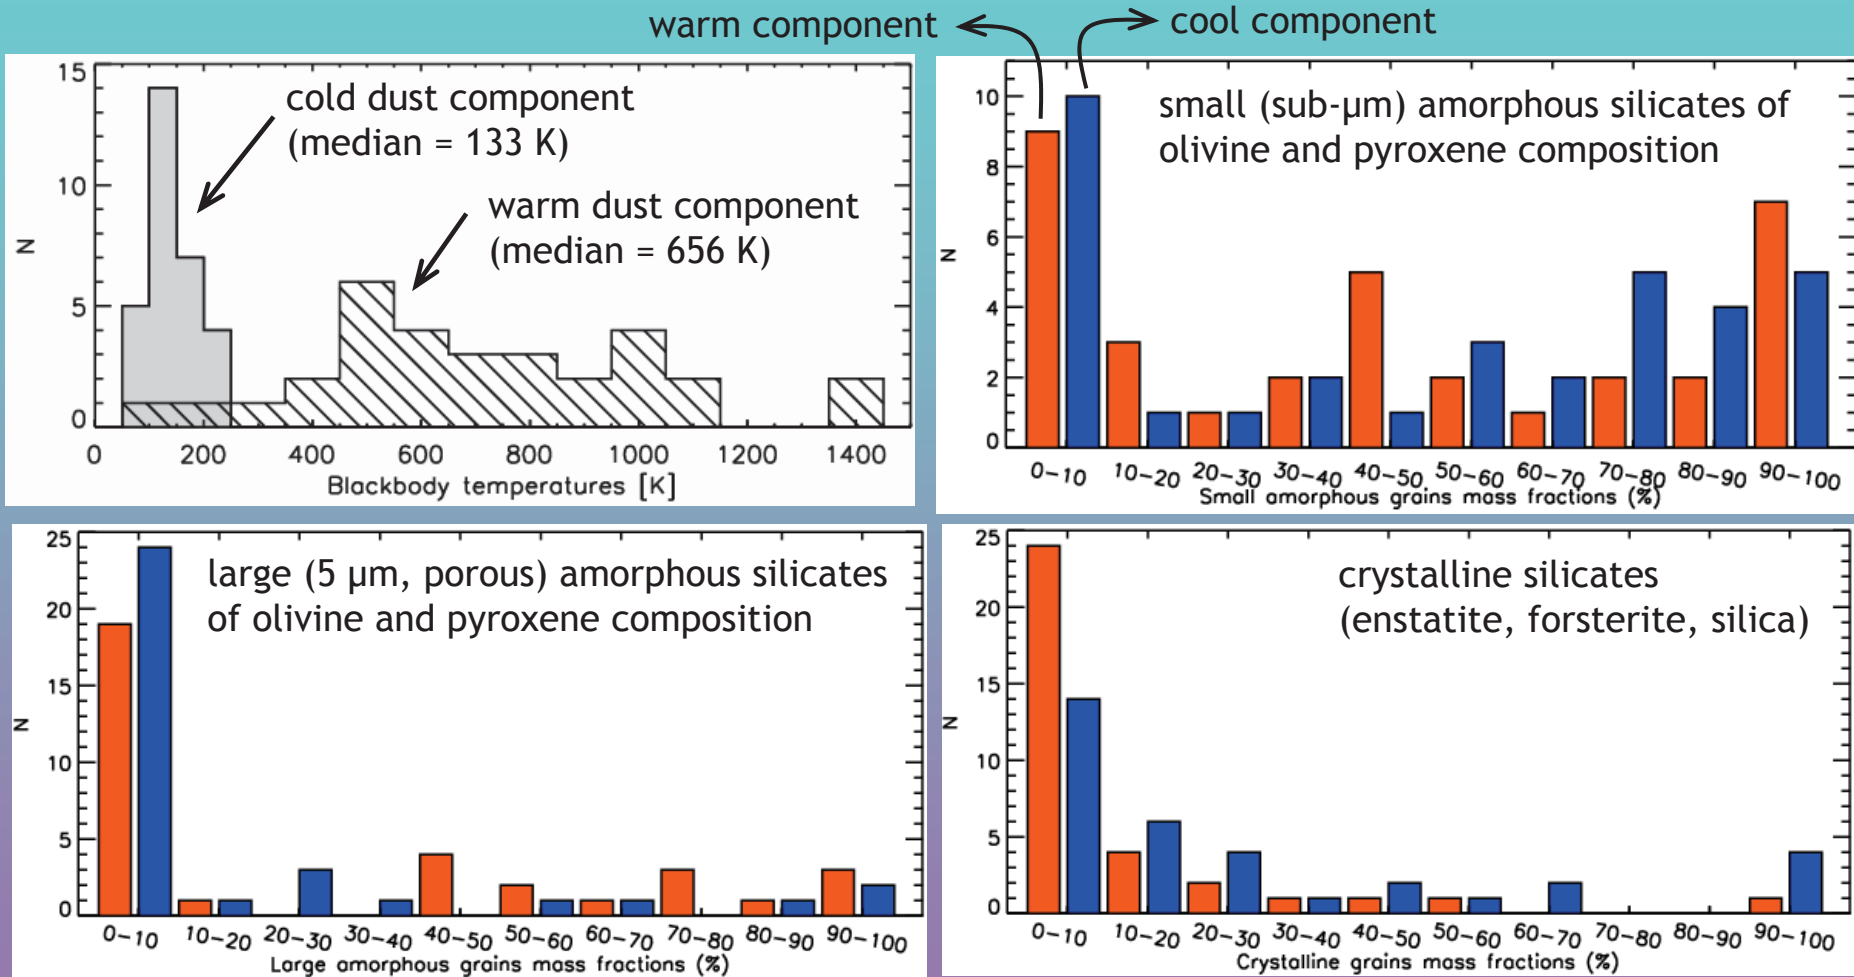 warm component
cool component
15
10
5
0
N
cold dust component
(median = 133 K)
warm dust component
(median = 656 K)
0 200 400 600 800 1000 1200 1400
Blackbody temperatures [K]
10
8
6
4
2
0
N
small (sub-µm) amorphous silicates of
olivine and pyroxene composition
0-10 10-20 20-30 30-40 40-50 50-60 60-70 70-80 80-90 90-100
Small amorphous grains mass fractions (%)
25
20
15
10
5
0
N
large (5 µm, porous) amorphous silicates
of olivine and pyroxene composition
0-10 10-20 20-30 30-40 40-50 50-60 60-70 70-80 80-90 90-100
Large amorphous grains mass fractions (%)
25
20
15
10
5
0
N
crystalline silicates
(enstatite, forsterite, silica)
0-10 10-20 20-30 30-40 40-50 50-60 60-70 70-80 80-90 90-100
Crystalline grains mass fractions (%)